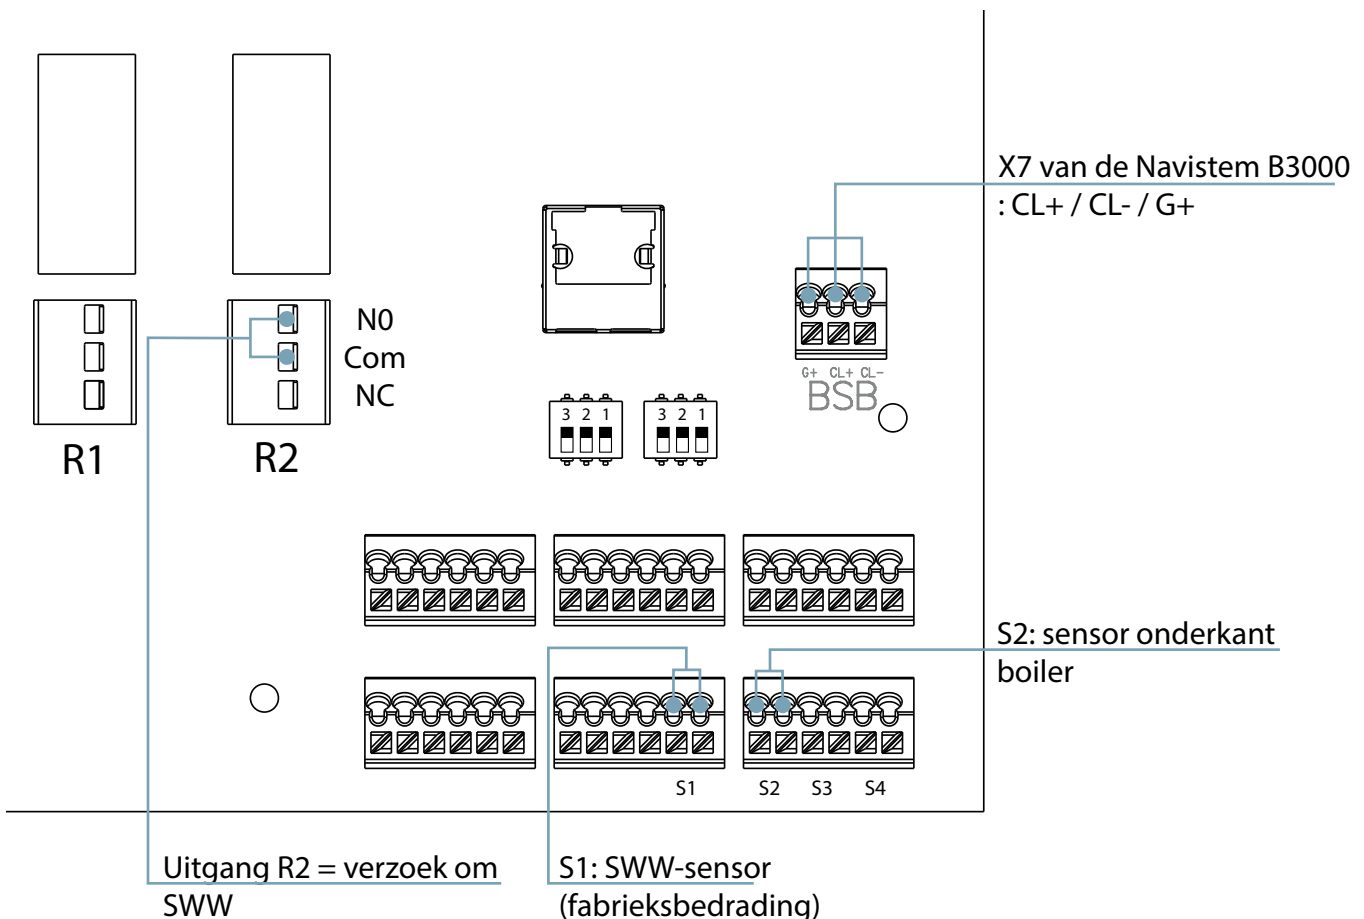 X7 van de Navistem B3000
: CL+ / CL- / G+
N0
Com
NC
G+ CL+ CL-
BSB
3 2 1
3 2 1
R1
R2
S2: sensor onderkant
boiler
S1
S2
S3
S4
Uitgang R2 = verzoek om
SWW
S1: SWW-sensor
(fabrieksbedrading)